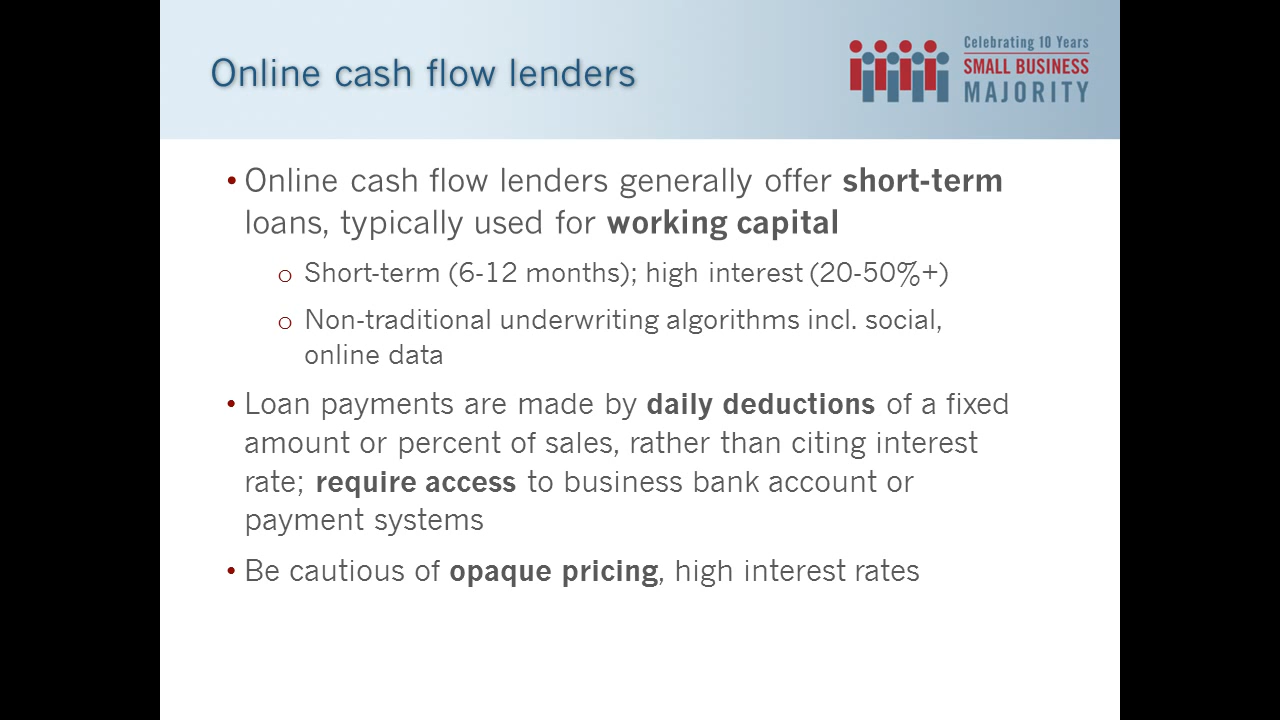 Online cash flow lenders
Celebrating 10 Years
SMALL BUSINESS
MAJORITY
• Online cash flow lenders generally offer short-term
loans, typically used for working capital
o Short-term (6-12 months); high interest (20-50%+)
o Non-traditional underwriting algorithms incl. social,
online data
• Loan payments are made by daily deductions of a fixed
amount or percent of sales, rather than citing interest
rate; require access to business bank account or
payment systems
• Be cautious of opaque pricing, high interest rates